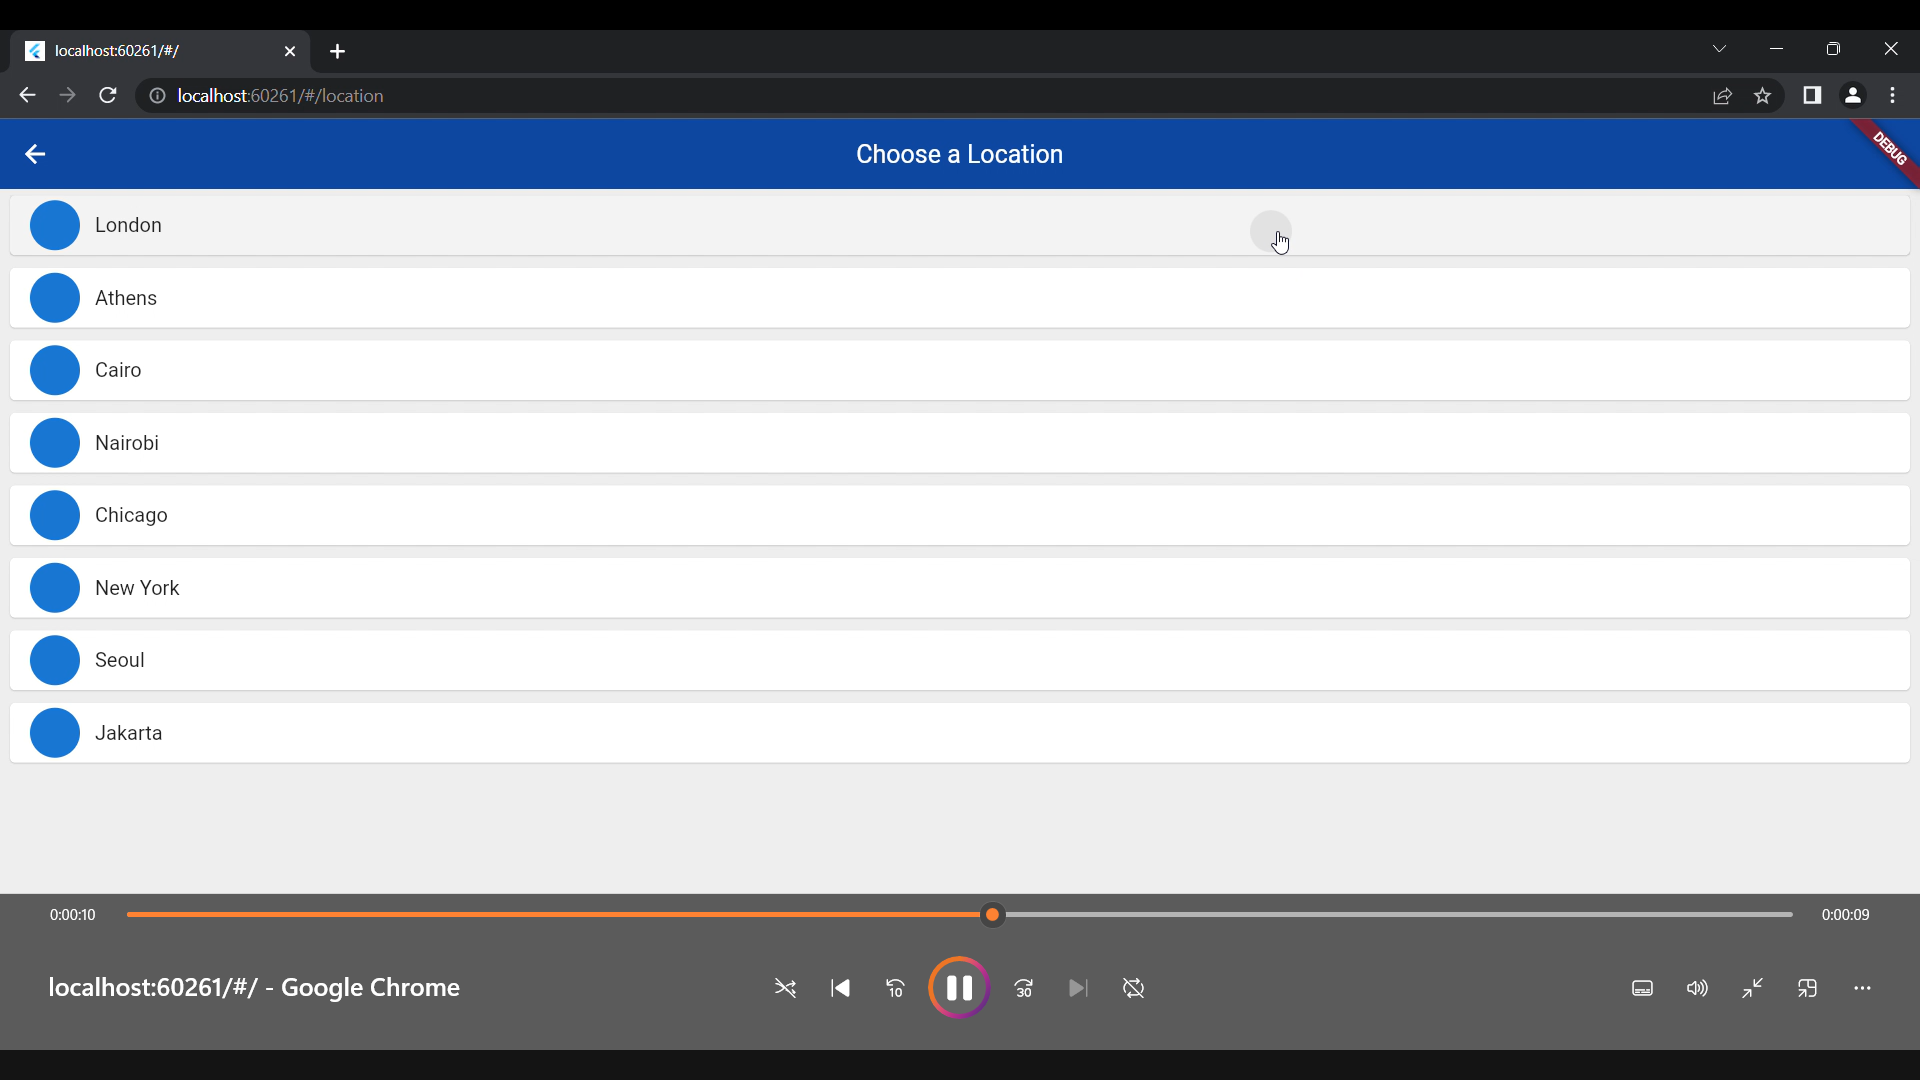 localhost:60261/#/
localhost:60261/#/location
Choose a Location
DEBUG
London
Athens
Cairo
Nairobi
Chicago
New York
Seoul
Jakarta
0:00:10
0:00:09
localhost:60261/#/ - Google Chrome
10
30